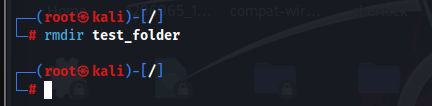 ┌──(root㉿kali)-[/]
└─# rmdir test_folder
┌──(root㉿kali)-[/]
└─#